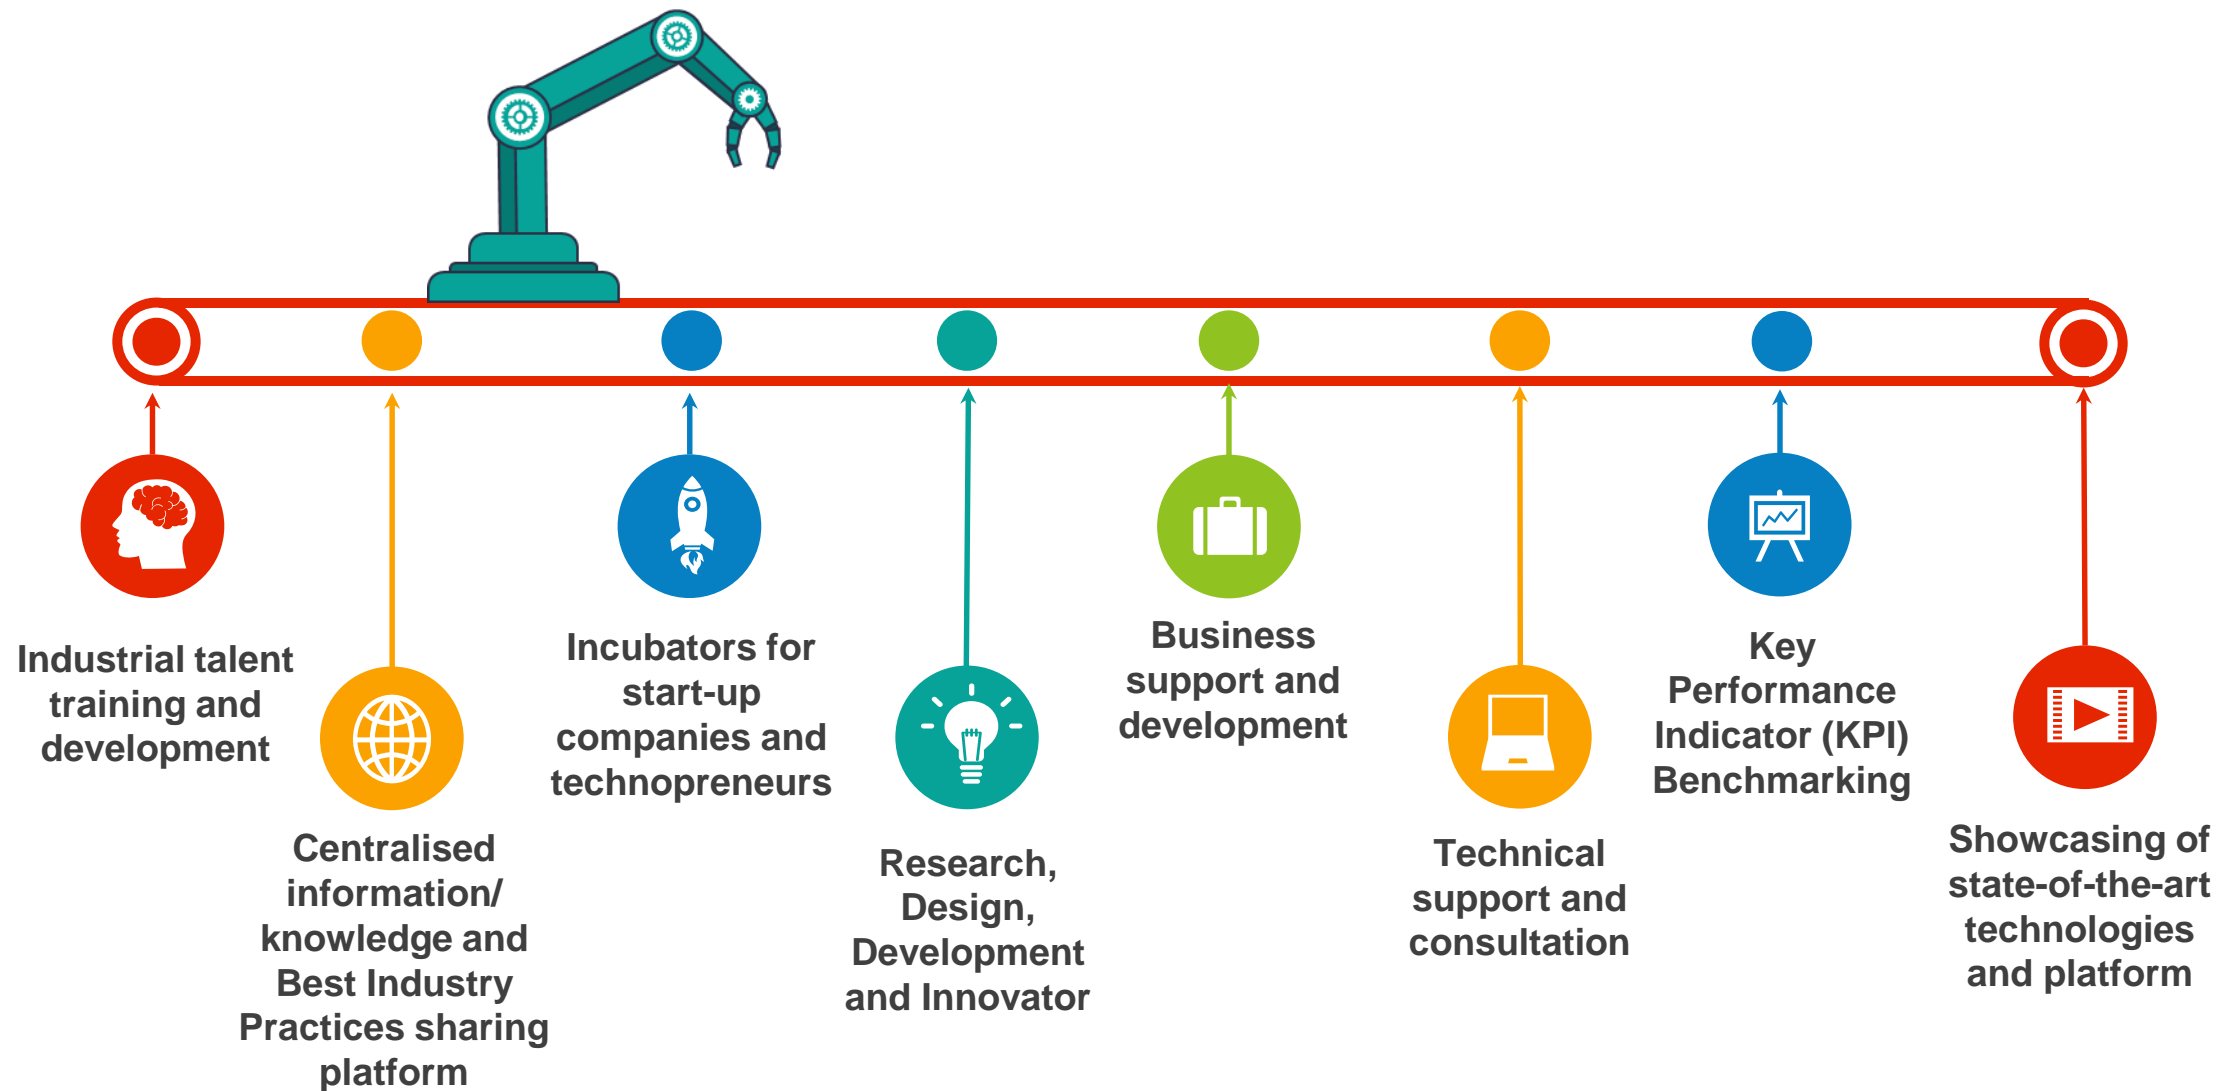 Industrial talent
training and
development
Centralised
information/
knowledge and
Best Industry
Practices sharing
platform
Incubators for
start-up
companies and
technopreneurs
Research,
Design,
Development
and Innovator
Business
support and
development
Technical
support and
consultation
Key
Performance
Indicator (KPI)
Benchmarking
Showcasing of
state-of-the-art
technologies
and platform